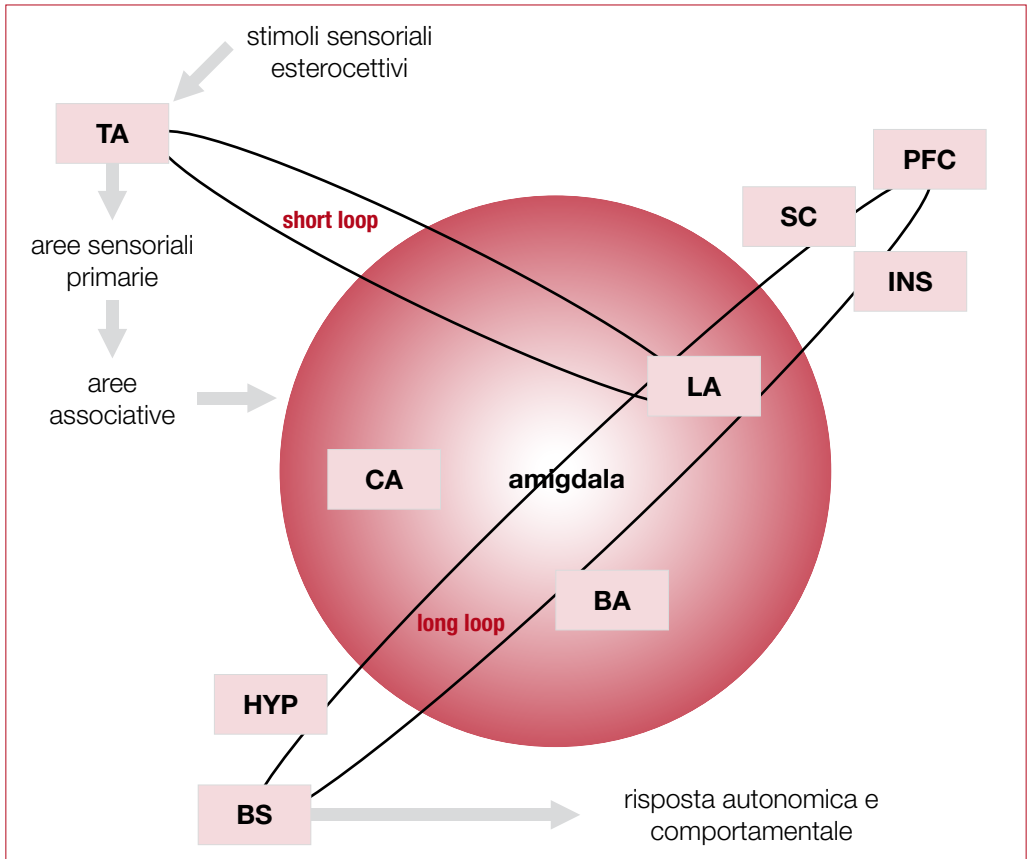 stimoli sensoriali
esterocettivi
TA
PFC
SC
short loop
aree sensoriali
primarie
INS
LA
aree
associative
CA
amigdala
BA
long loop
HYP
BS
risposta autonomica e
comportamentale